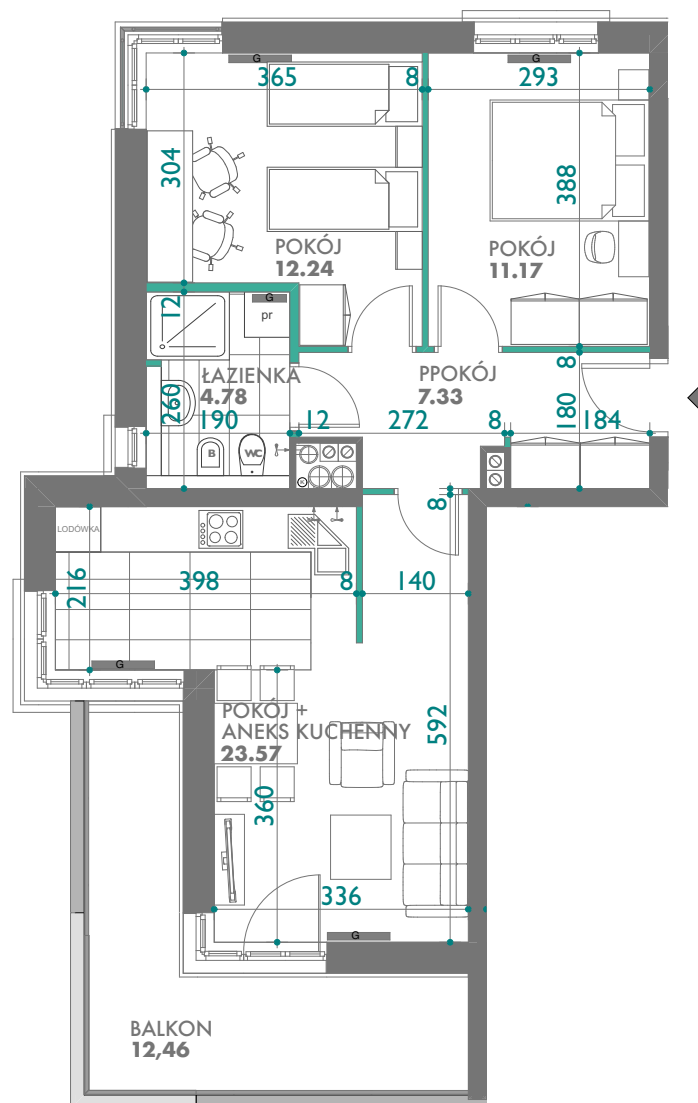 G
G
365
8
293
304
388
POKÓJ
12.24
POKÓJ
11.17
12
G
pr
ŁAZIENKA
4.78
PPOKÓJ
7.33
8
260
190
12
272
8
180
184
B
WC
8
LODÓWKA
216
398
8
140
G
POKÓJ +
ANEKS KUCHENNY
23.57
592
360
336
G
BALKON
12,46